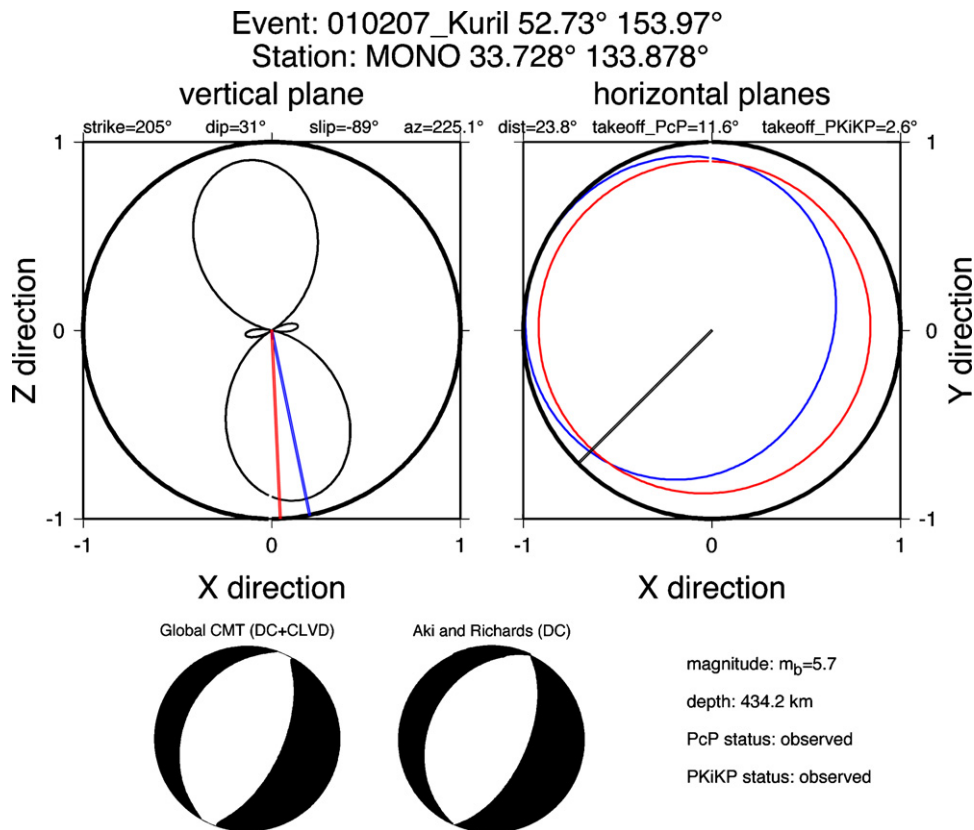 Event: 010207_Kuril 52.73° 153.97°
Station: MONO 33.728° 133.878°
vertical plane
horizontal planes
strike=205° dip=31° slip=-89° az=225.1° dist=23.8° takeoff_PcP=11.6° takeoff_PKiKP=2.6°
1
0
-1
Z direction
-1 0 1
X direction
1
0
-1
Y direction
-1 0 1
X direction
Global CMT (DC+CLVD)
Aki and Richards (DC)
magnitude: mb=5.7
depth: 434.2 km
PcP status: observed
PKiKP status: observed